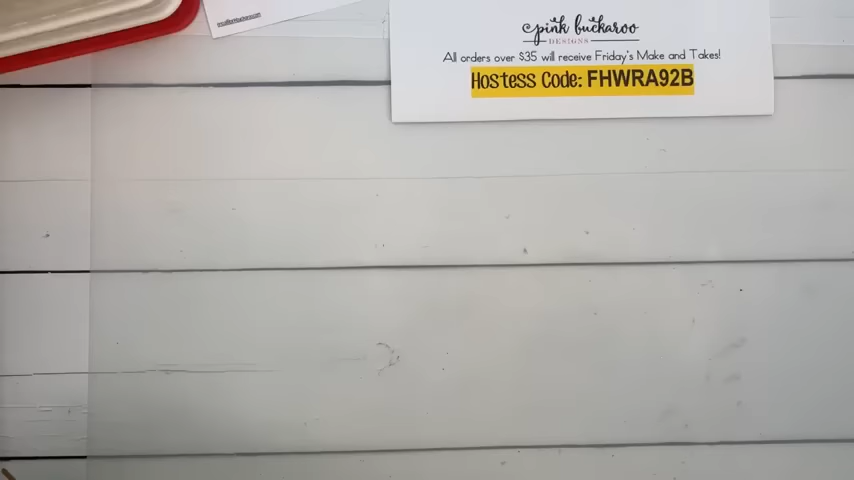 pink buckaroo
DESIGNS
All orders over $35 will receive Friday's Make and Takes!
Hostess Code: FHWRA92B